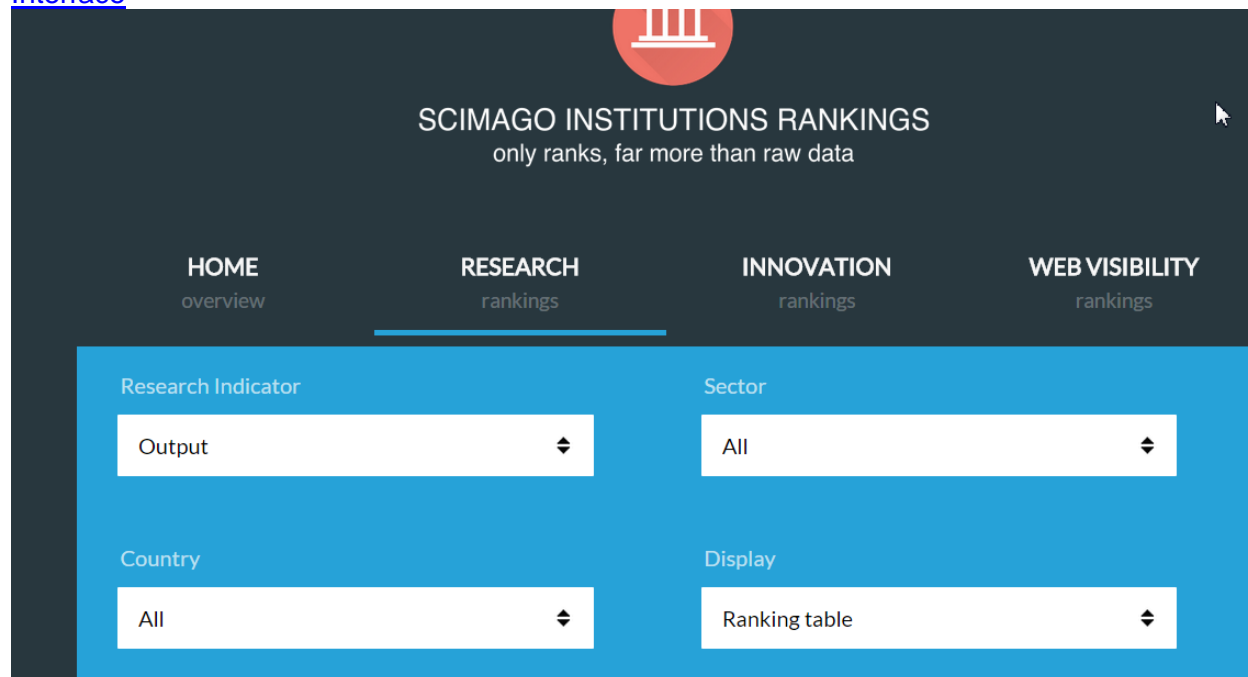 Interface
SCIMAGO INSTITUTIONS RANKINGS
only ranks, far more than raw data
HOME RESEARCH INNOVATION WEB VISIBILITY
overview rankings rankings rankings
Research Indicator Sector
Output All
Country Display
All Ranking table